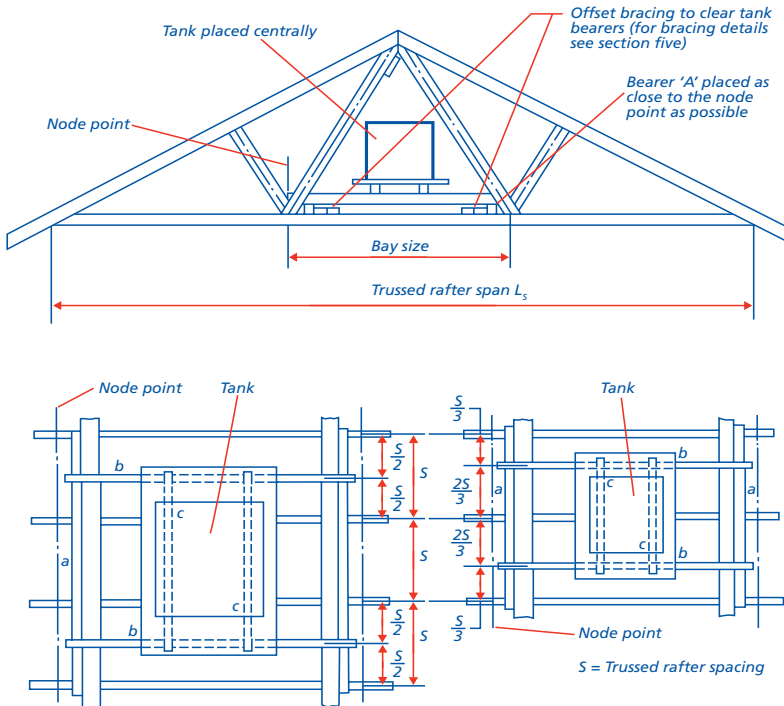 Offset bracing to clear tank
bearers (for bracing details
see section five)
Tank placed centrally
Bearer ‘A’ placed as
close to the node
point as possible
Node point
Bay size
Trussed rafter span Ls
Node point
Tank
S/3
Tank
b
S/2
S
b
c
c
a
2S/3
a
S/2
a
c
S
2S/3
c
b
b
S/2
S
S/3
Node point
S/2
S = Trussed rafter spacing